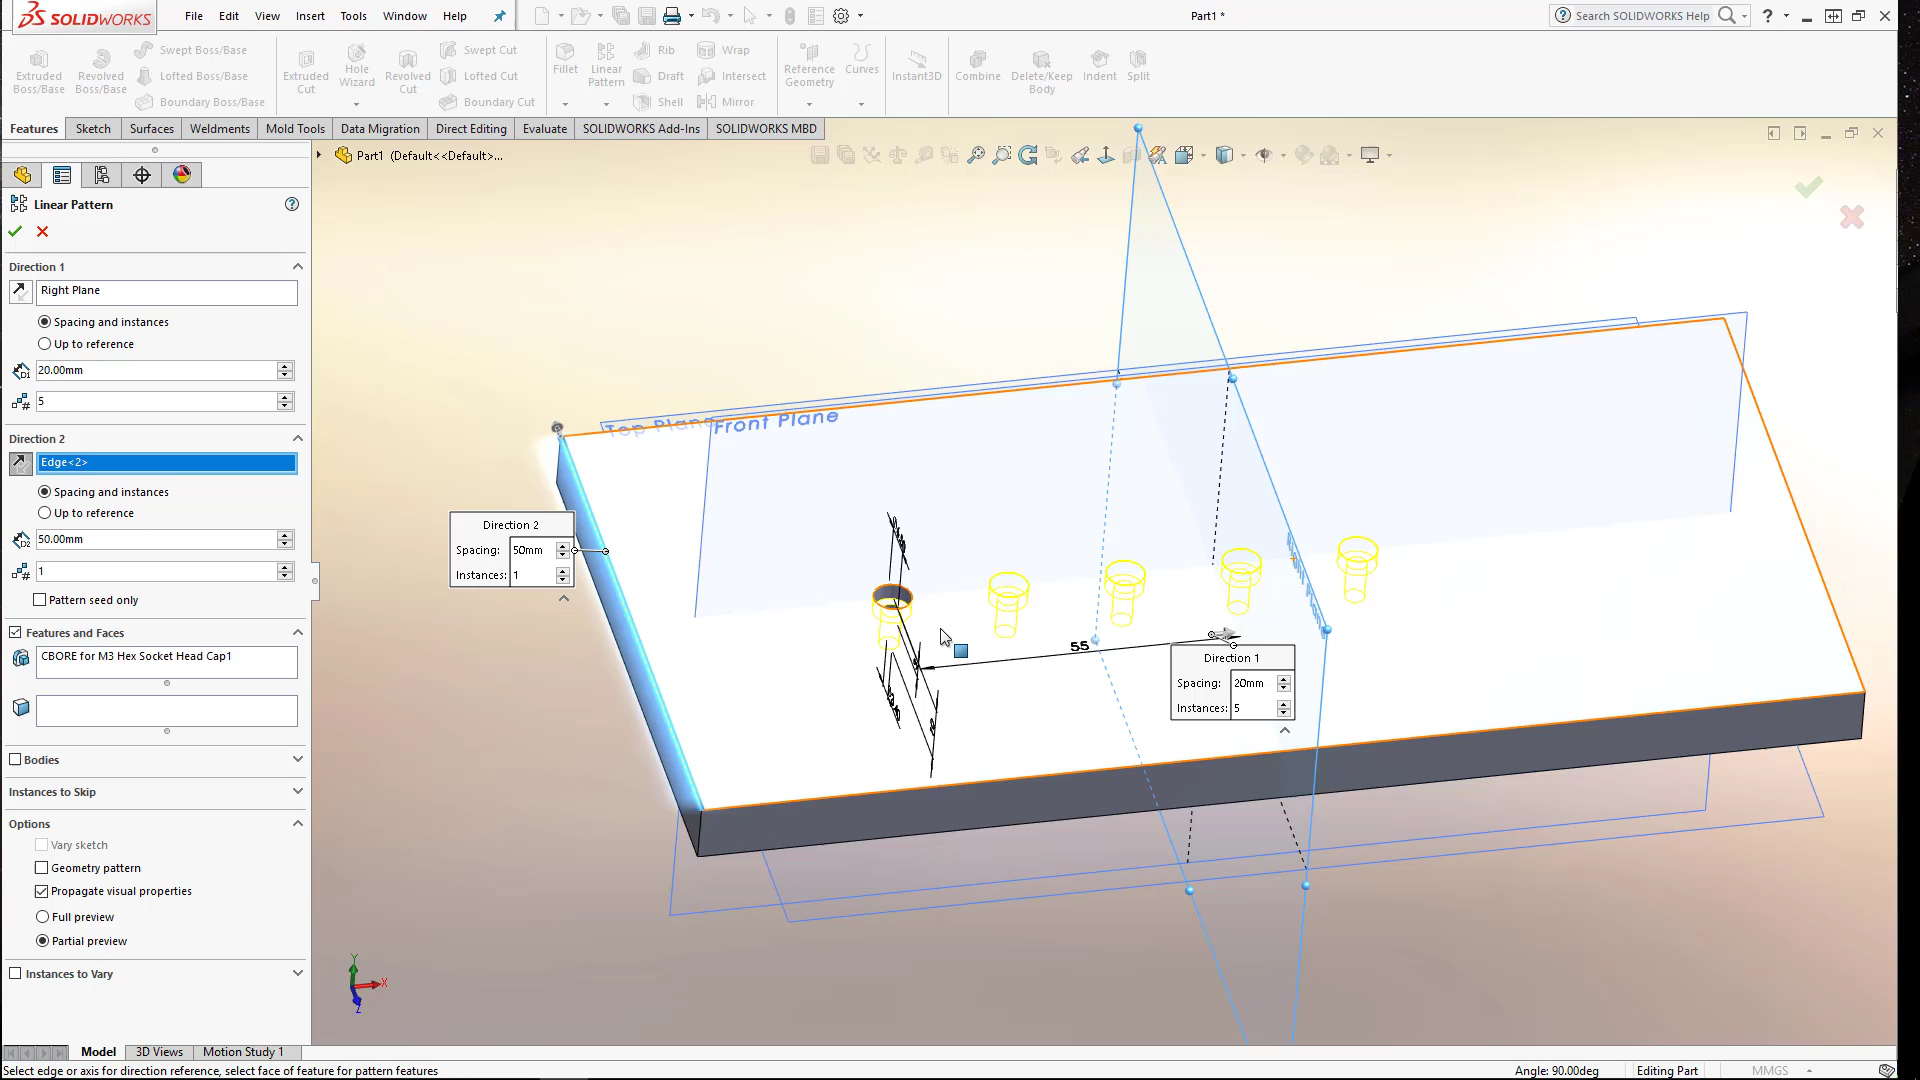 SOLIDWORKS
File Edit View Insert Tools Window Help
Part1 *
Search SOLIDWORKS Help
Extruded Boss/Base
Revolved Boss/Base
Swept Boss/Base
Lofted Boss/Base
Boundary Boss/Base
Extruded Cut
Hole Wizard
Revolved Cut
Swept Cut
Lofted Cut
Boundary Cut
Fillet
Linear Pattern
Rib
Draft
Shell
Wrap
Intersect
Mirror
Reference Geometry
Curves
Instant3D
Combine
Delete/Keep Body
Indent
Split
Features Sketch Surfaces Weldments Mold Tools Data Migration Direct Editing Evaluate SOLIDWORKS Add-Ins SOLIDWORKS MBD
Part1 (Default<<Default>...
Linear Pattern
Direction 1
Right Plane
Spacing and instances
Up to reference
D1
20.00mm
5
Direction 2
Edge<2>
Spacing and instances
Up to reference
D2
50.00mm
1
Pattern seed only
Features and Faces
CBORE for M3 Hex Socket Head Cap1
Bodies
Instances to Skip
Options
Vary sketch
Geometry pattern
Propagate visual properties
Full preview
Partial preview
Instances to Vary
Top Plane
Front Plane
Direction 2
Spacing: 50mm
Instances: 1
55
Direction 1
Spacing: 20mm
Instances: 5
Y
X
Z
Model 3D Views Motion Study 1
Select edge or axis for direction reference, select face of feature for pattern features
Angle: 90.00deg Editing Part MMGS